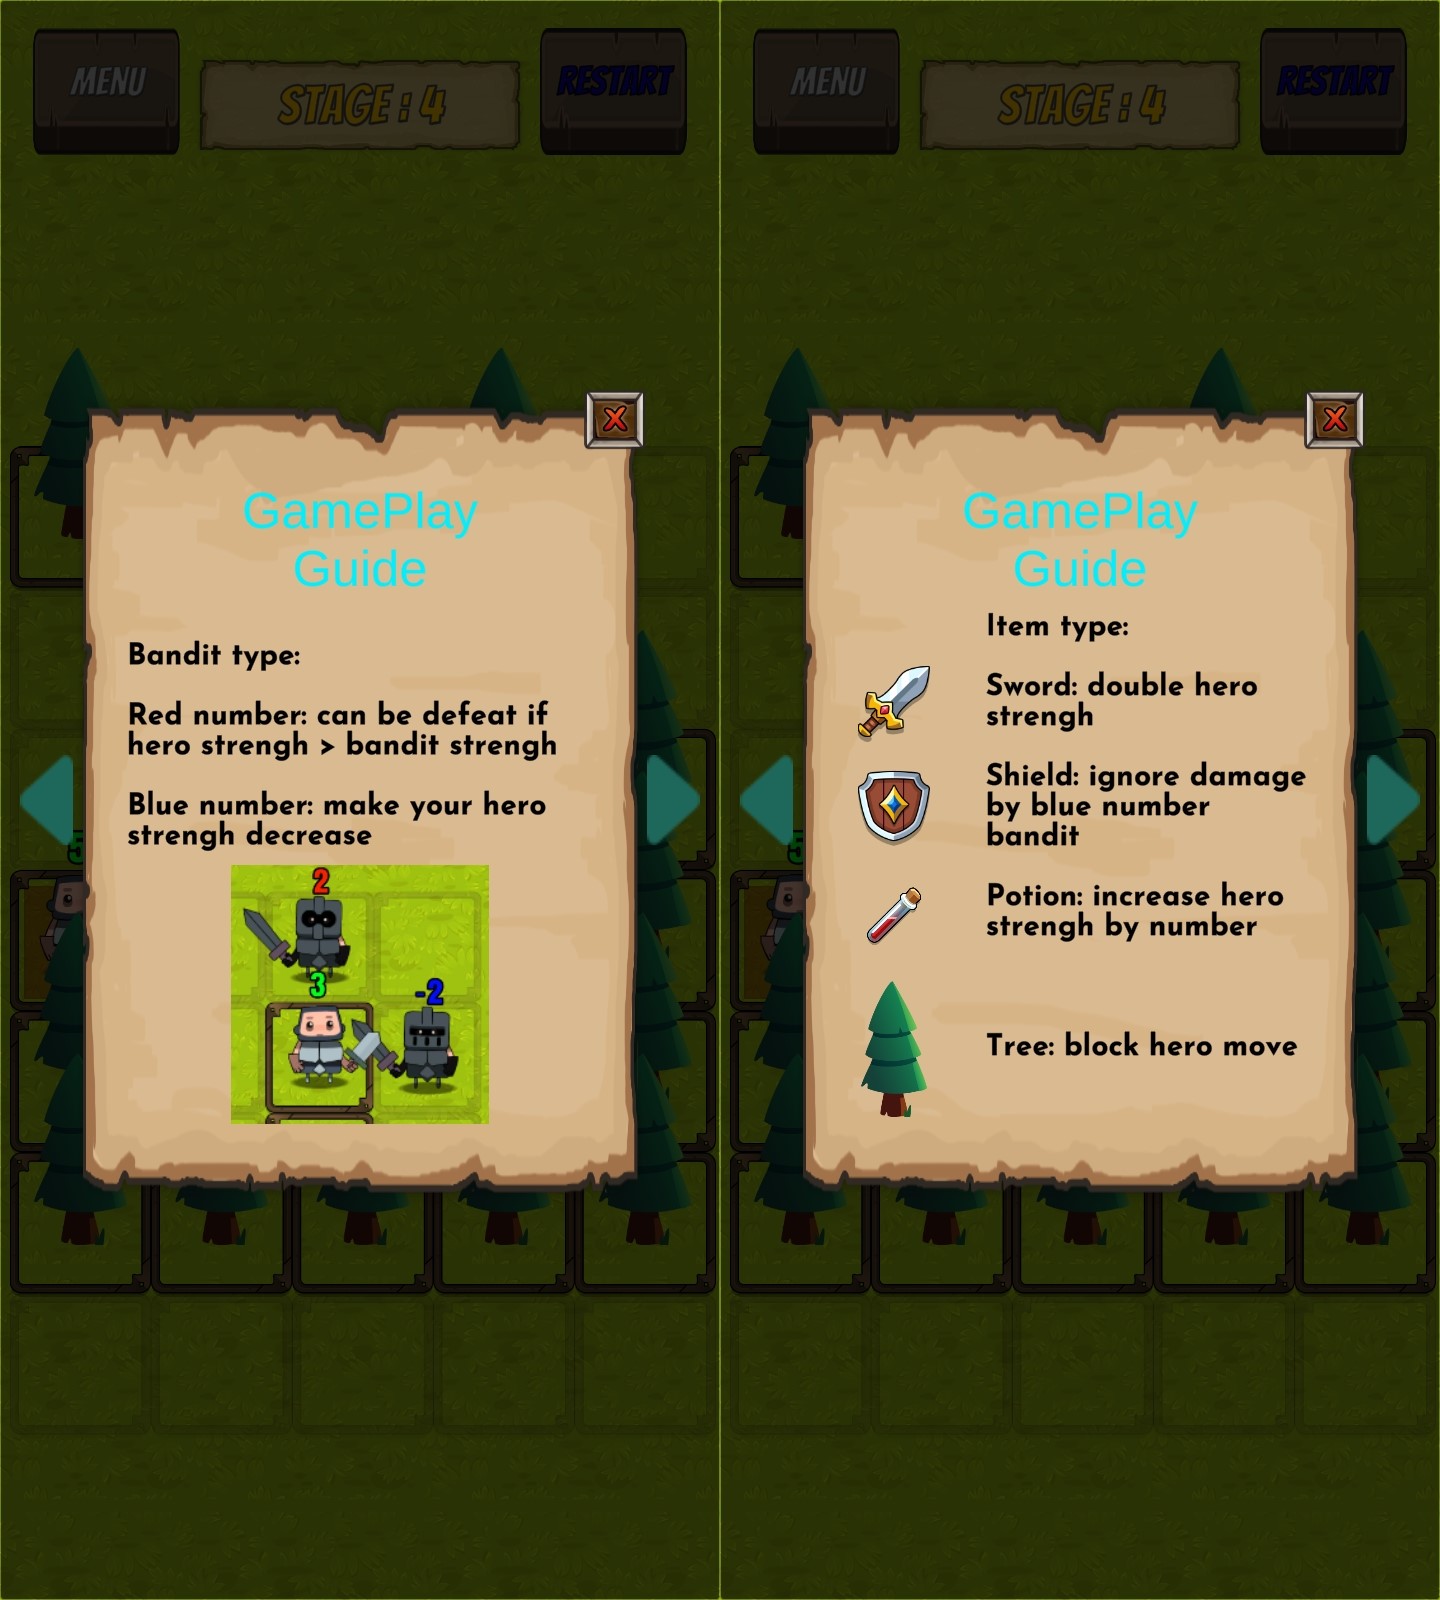 MENU
STAGE : 4
RESTART
GamePlay
Guide
Bandit type:
Red number: can be defeat if
hero strengh > bandit strengh
Blue number: make your hero
strengh decrease
2
3
-2
5
MENU
STAGE : 4
RESTART
GamePlay
Guide
Item type:
Sword: double hero
strengh
Shield: ignore damage
by blue number
bandit
Potion: increase hero
strengh by number
Tree: block hero move
5